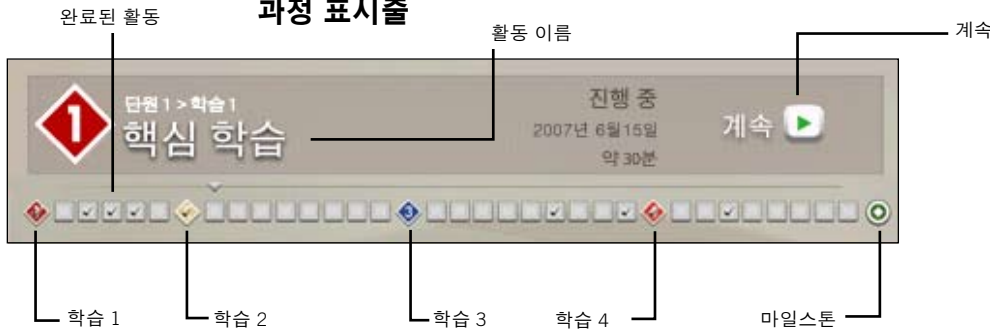 과정 표시줄
완료된 활동
활동 이름
계속
1
단원 1 > 학습 1
핵심 학습
진행 중
2007년 6월15일
약 30분
계속
3
학습 1
학습 2
학습 3
학습 4
마일스톤